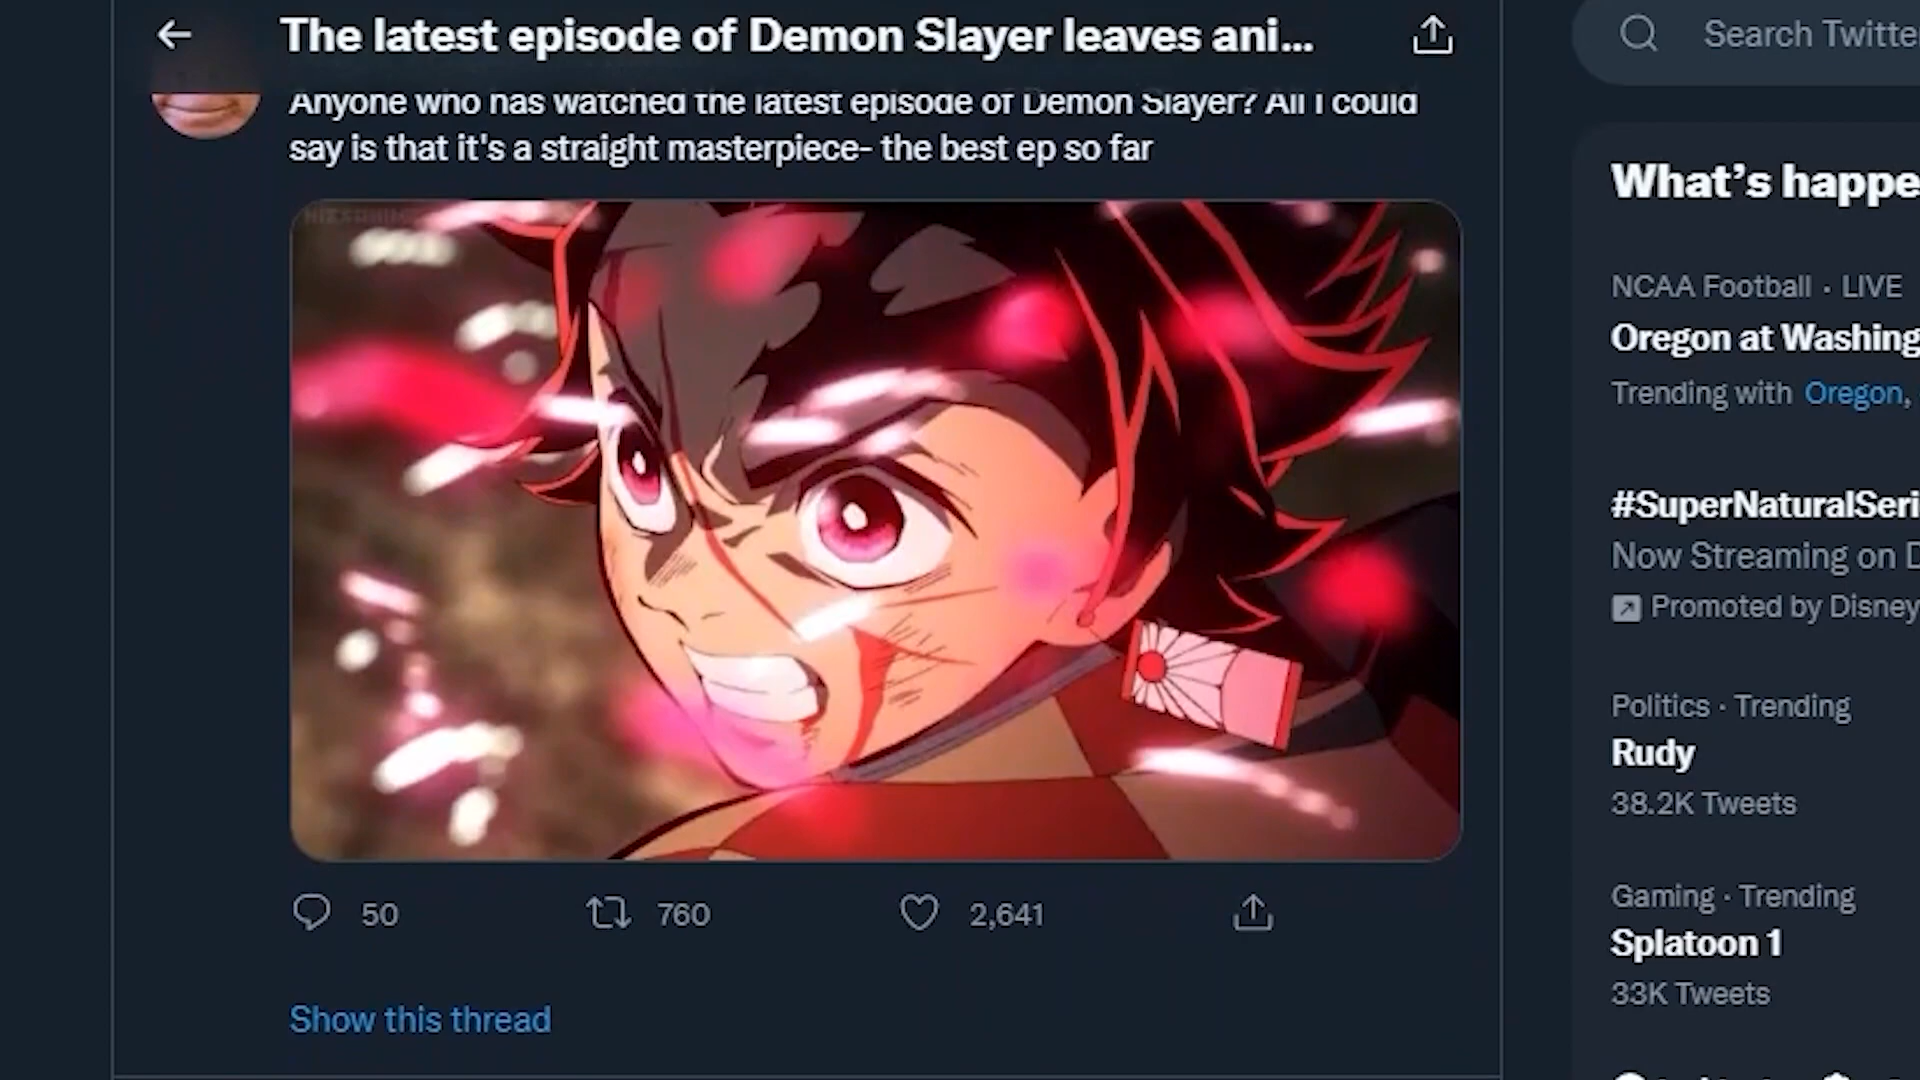 The latest episode of Demon Slayer leaves ani...
Search Twitte
Anyone who has watched the latest episode of Demon Slayer? All I could
say is that it's a straight masterpiece- the best ep so far
What's happe
NCAA Football · LIVE
Oregon at Washing
Trending with Oregon,
#SuperNaturalSeri
Now Streaming on D
Promoted by Disney
Politics · Trending
Rudy
38.2K Tweets
Gaming · Trending
Splatoon 1
33K Tweets
50 760 2,641
Show this thread